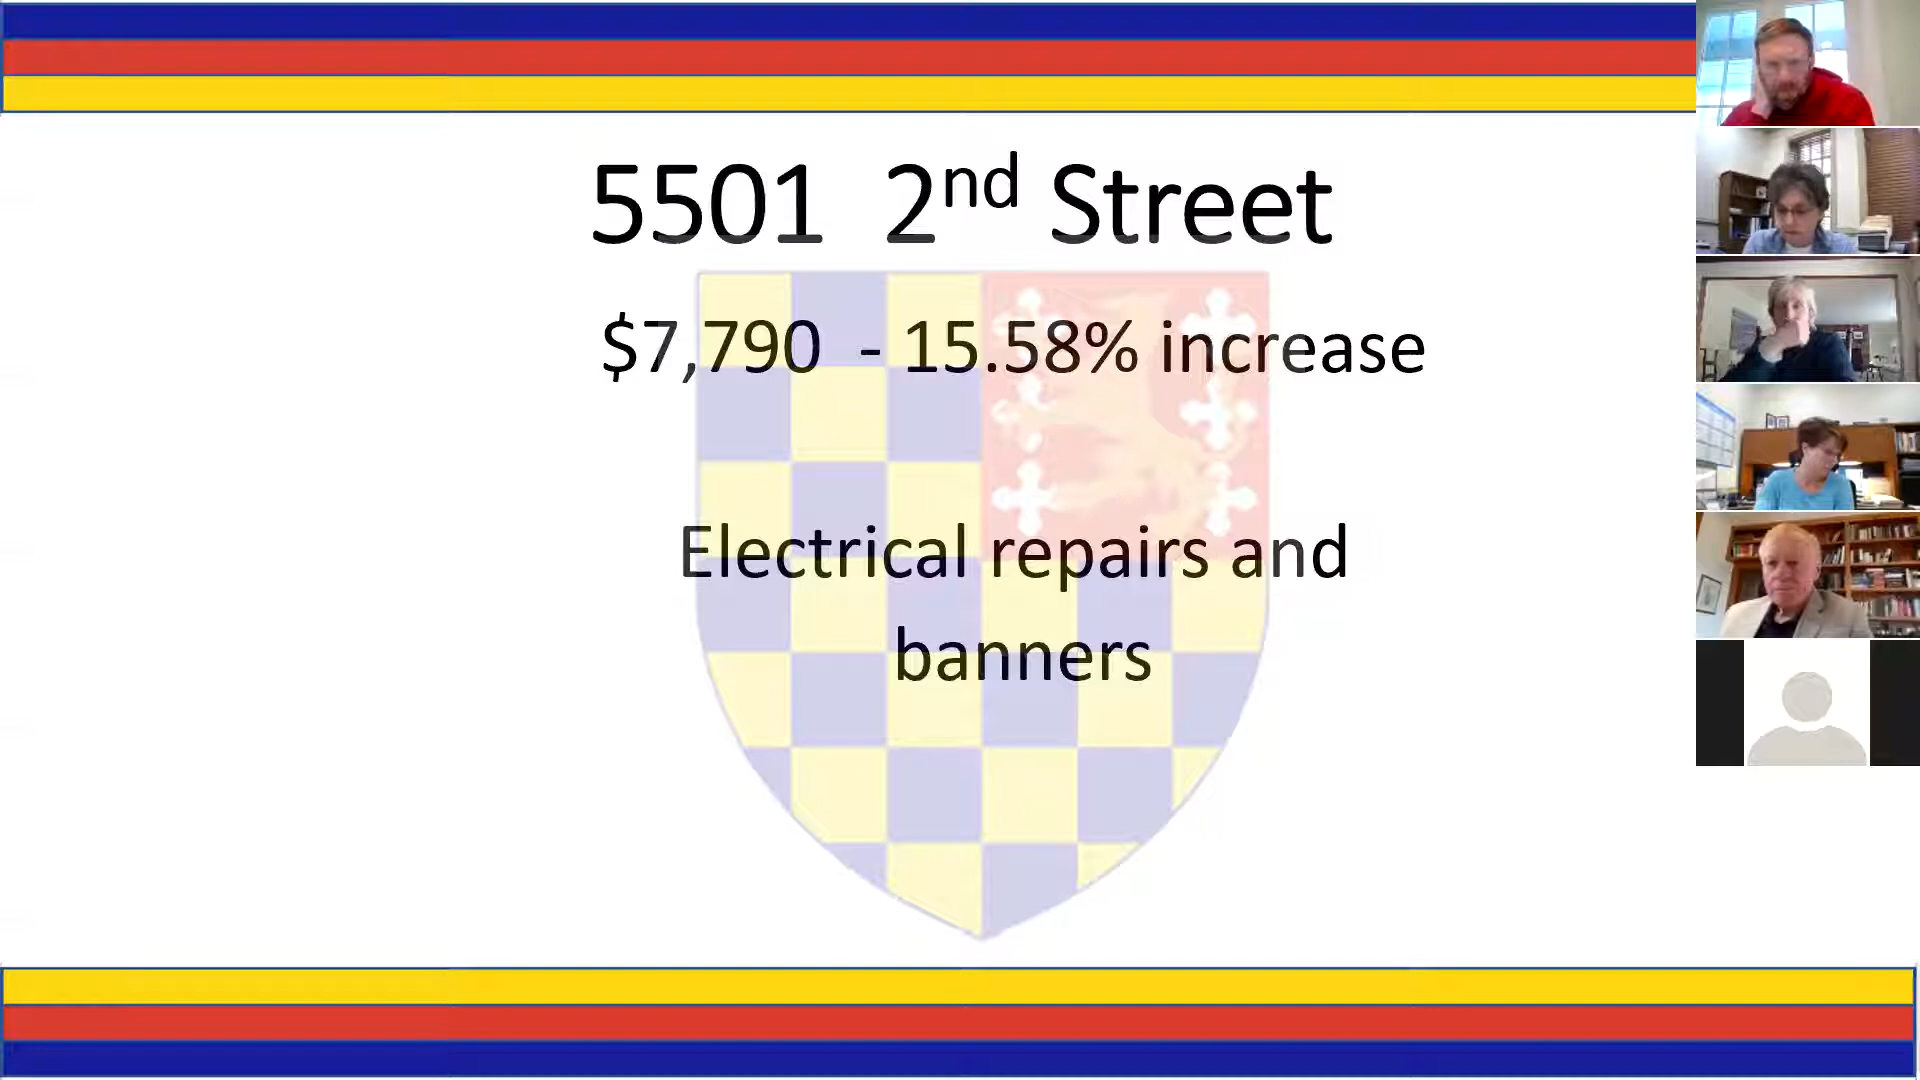 5501 2nd Street
$7,790 - 15.58% increase
Electrical repairs and
banners